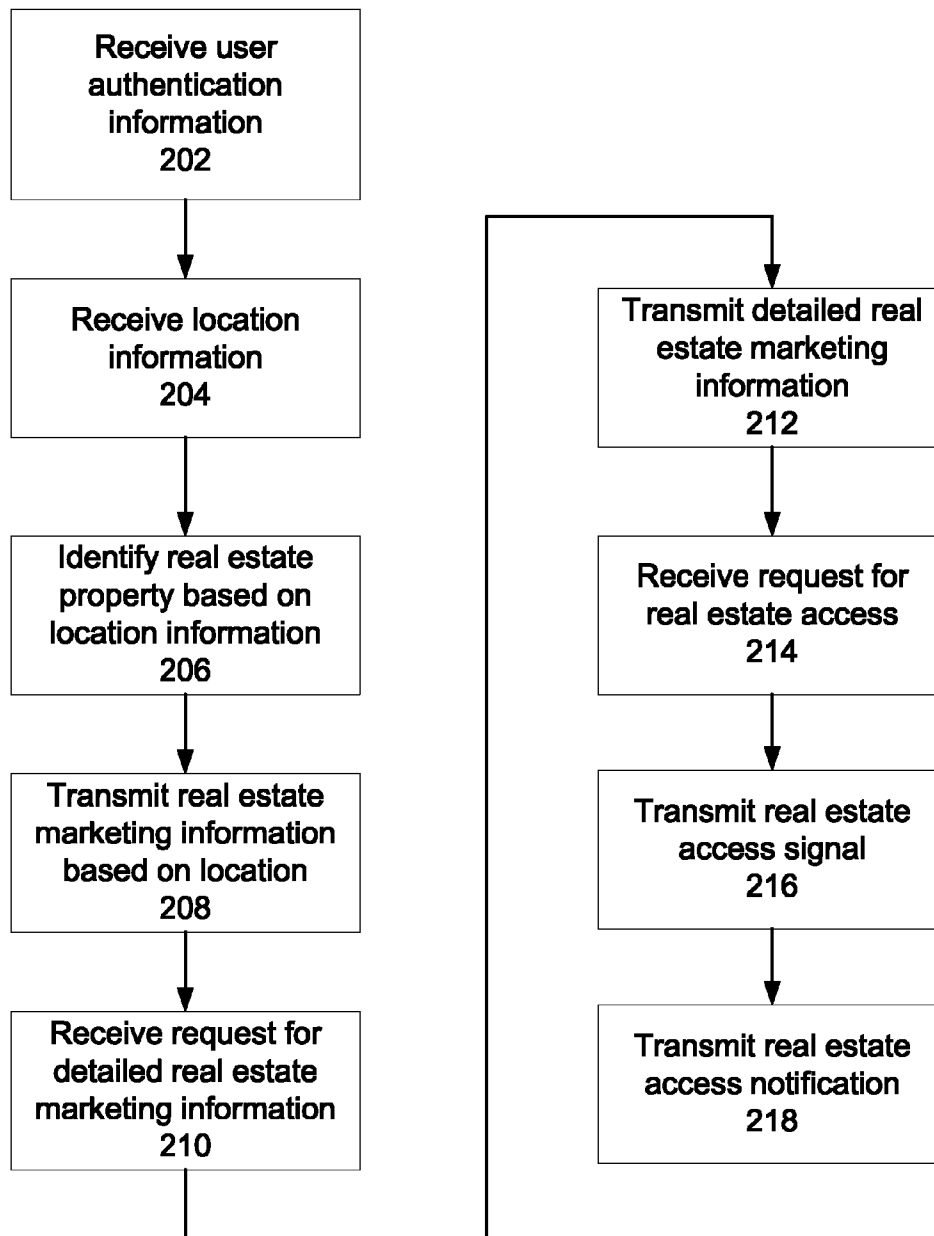 Receive user
authentication
information
202
Receive location
information
204
Identify real estate
property based on
location information
206
Transmit real estate
marketing information
based on location
208
Receive request for
detailed real estate
marketing information
210
Transmit detailed real
estate marketing
information
212
Receive request for
real estate access
214
Transmit real estate
access signal
216
Transmit real estate
access notification
218